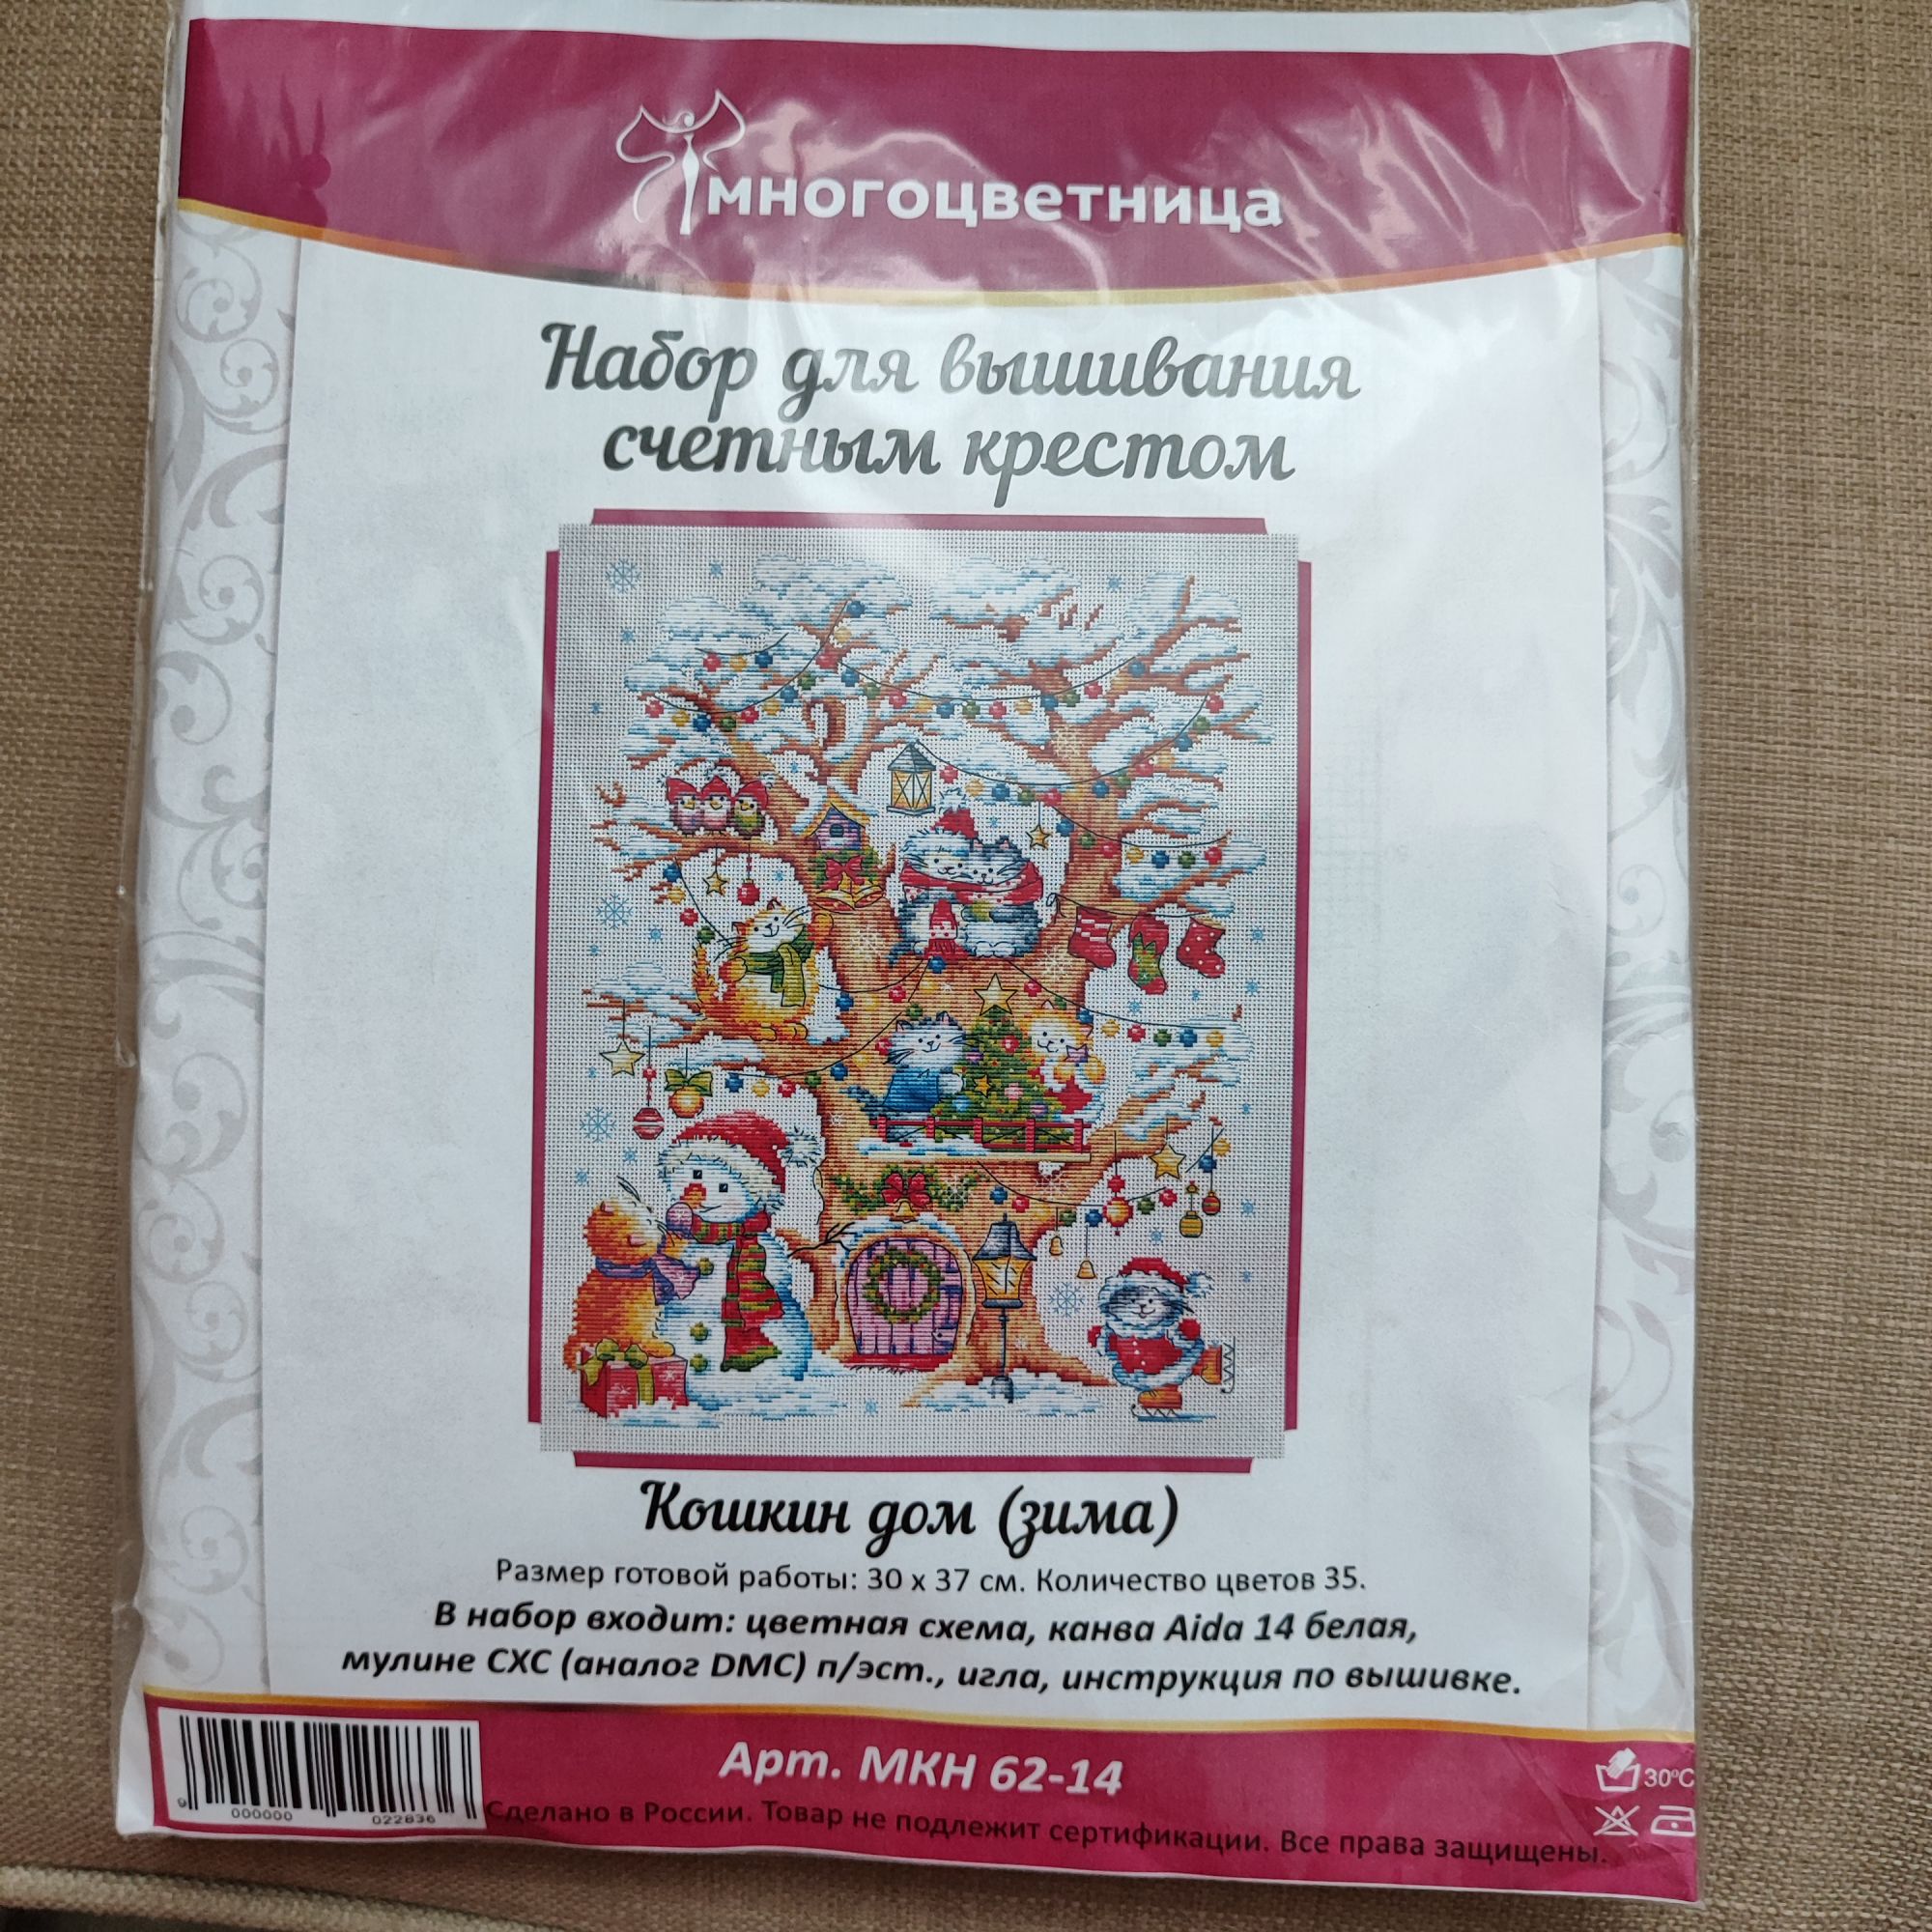 многоцветница
Набор для вышивания
счетным крестом
Кошкин дом (зима)
Размер готовой работы: 30 х 37 см. Количество цветов 35.
В набор входит: цветная схема, канва Aida 14 белая,
мулине СХС (аналог DMC) п/эст., игла, инструкция по вышивке.
Арт. МКН 62-14
30°C
9 000000 022836
Сделано в России. Товар не подлежит сертификации. Все права защищены.